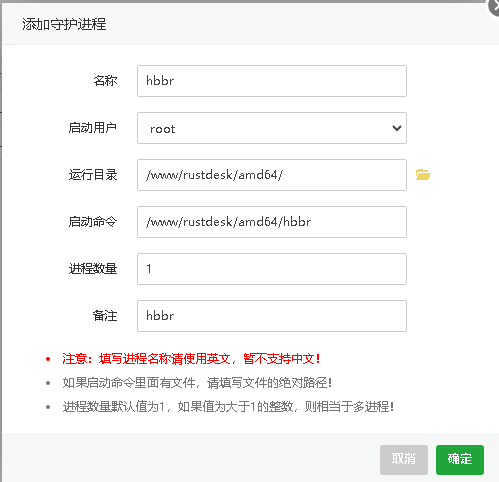 添加守护进程
名称 hbbr
启动用户 root
运行目录 /www/rustdesk/amd64/
启动命令 /www/rustdesk/amd64/hbbr
进程数量 1
备注 hbbr
注意：填写进程名称请使用英文，暂不支持中文！
如果启动命令里面有文件，请填写文件的绝对路径！
进程数量默认值为1，如果值为大于1的整数，则相当于多进程！
取消 确定